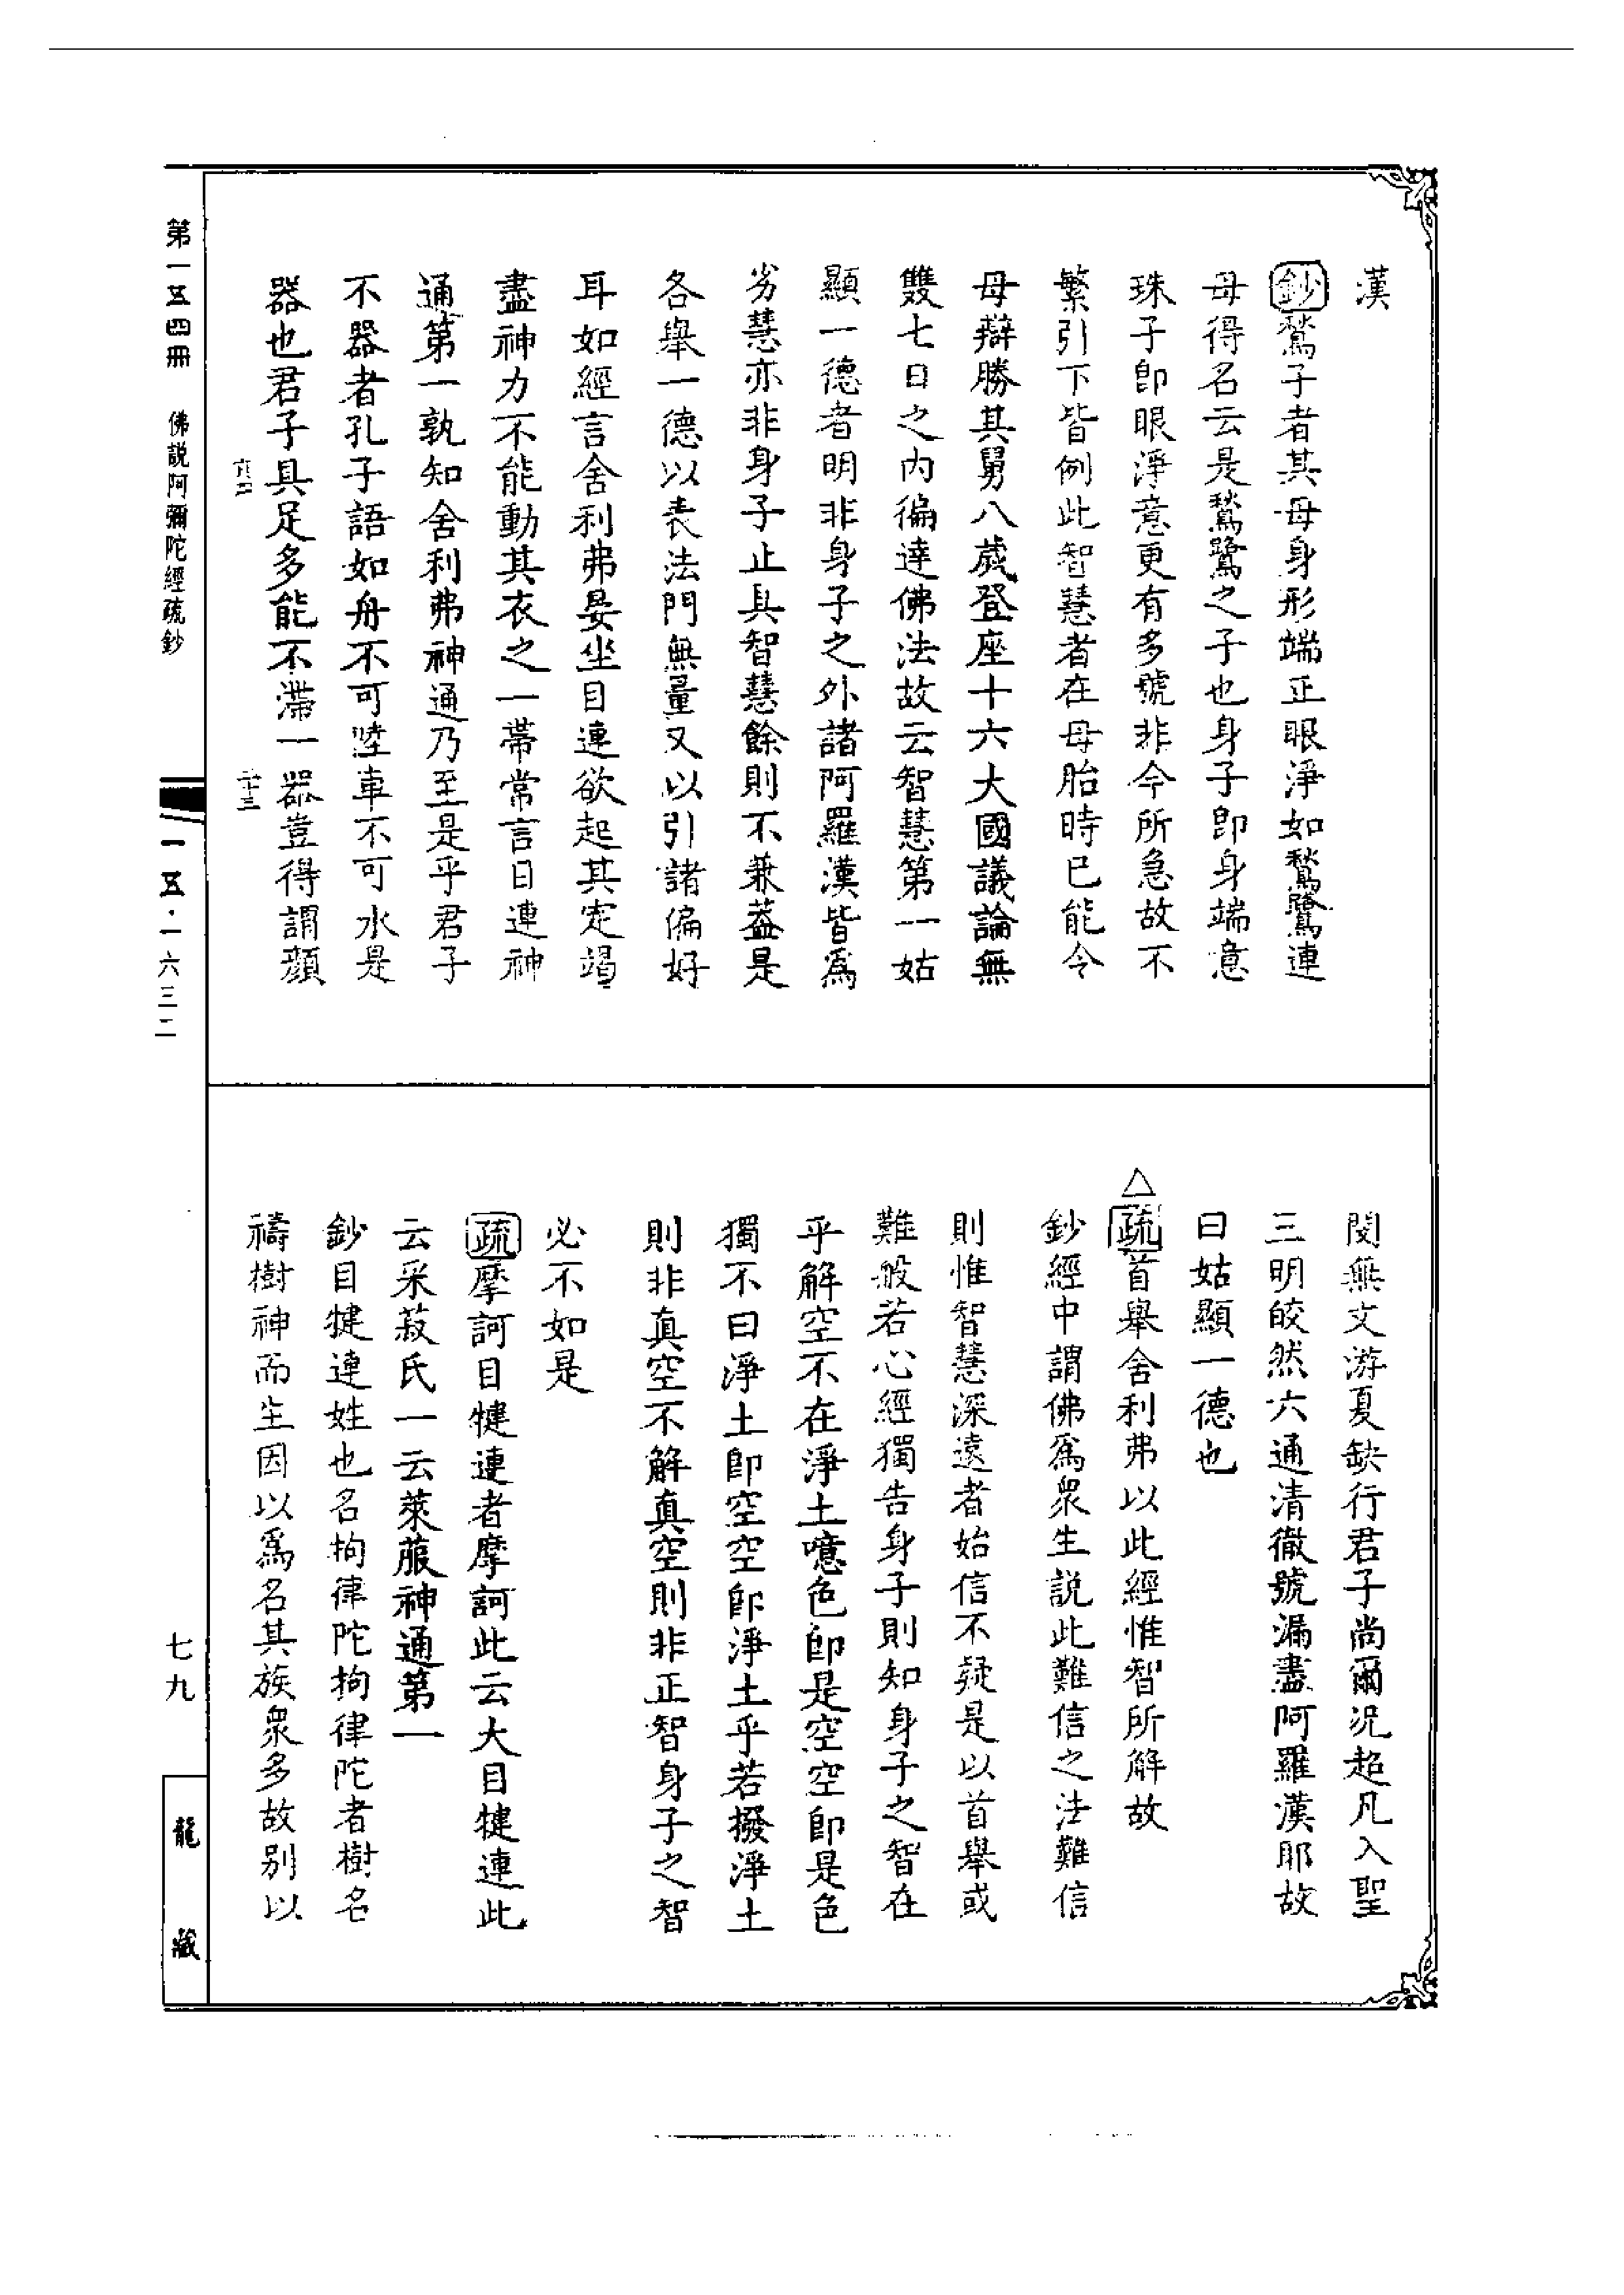 漢
鈔鶖子者其母身形端正眼淨如鶖鷺連
母得名云是鶖鷺之子也身子卽身端意
珠子卽眼淨意更有多號非今所急故不
繁引下皆例此智慧者在母胎時已能令
母辯勝其舅八歲登座十六大國議論無
雙七日之內徧達佛法故云智慧第一姑
顯一德者明非身子之外諸阿羅漢皆爲
劣慧亦非身子止具智慧餘則不兼葢是
各舉一德以表法門無量又以引諸偏好
耳如經言舍利弗晏坐目連欲起其定竭
盡神力不能動其衣之一帶常言目連神
通第一孰知舍利弗神通乃至是乎君子
不器者孔子語如舟不可陸車不可水是
器也君子具足多能不滯一器豈得謂顏
閔無文游夏缺行君子尚爾况超凡入聖
三明皎然六通清徹號漏盡阿羅漢耶故
曰姑顯一德也
△疏首舉舍利弗以此經惟智所解故
鈔經中謂佛爲衆生説此難信之法難信
則惟智慧深遠者始信不疑是以首舉或
難般若心經獨告身子則知身子之智在
乎解空不在淨土噫色卽是空空卽是色
獨不曰淨土卽空空卽淨土乎若撥淨土
則非真空不解真空則非正智身子之智
必不如是
疏摩訶目犍連者摩訶此云大目犍連此
云采菽氏一云萊菔神通第一
鈔目犍連姓也名拘律陀拘律陀者樹名
禱樹神而生因以爲名其族衆多故别以
第一五四冊 佛説阿彌陀經疏鈔
一五·一六三二
七九
龍藏